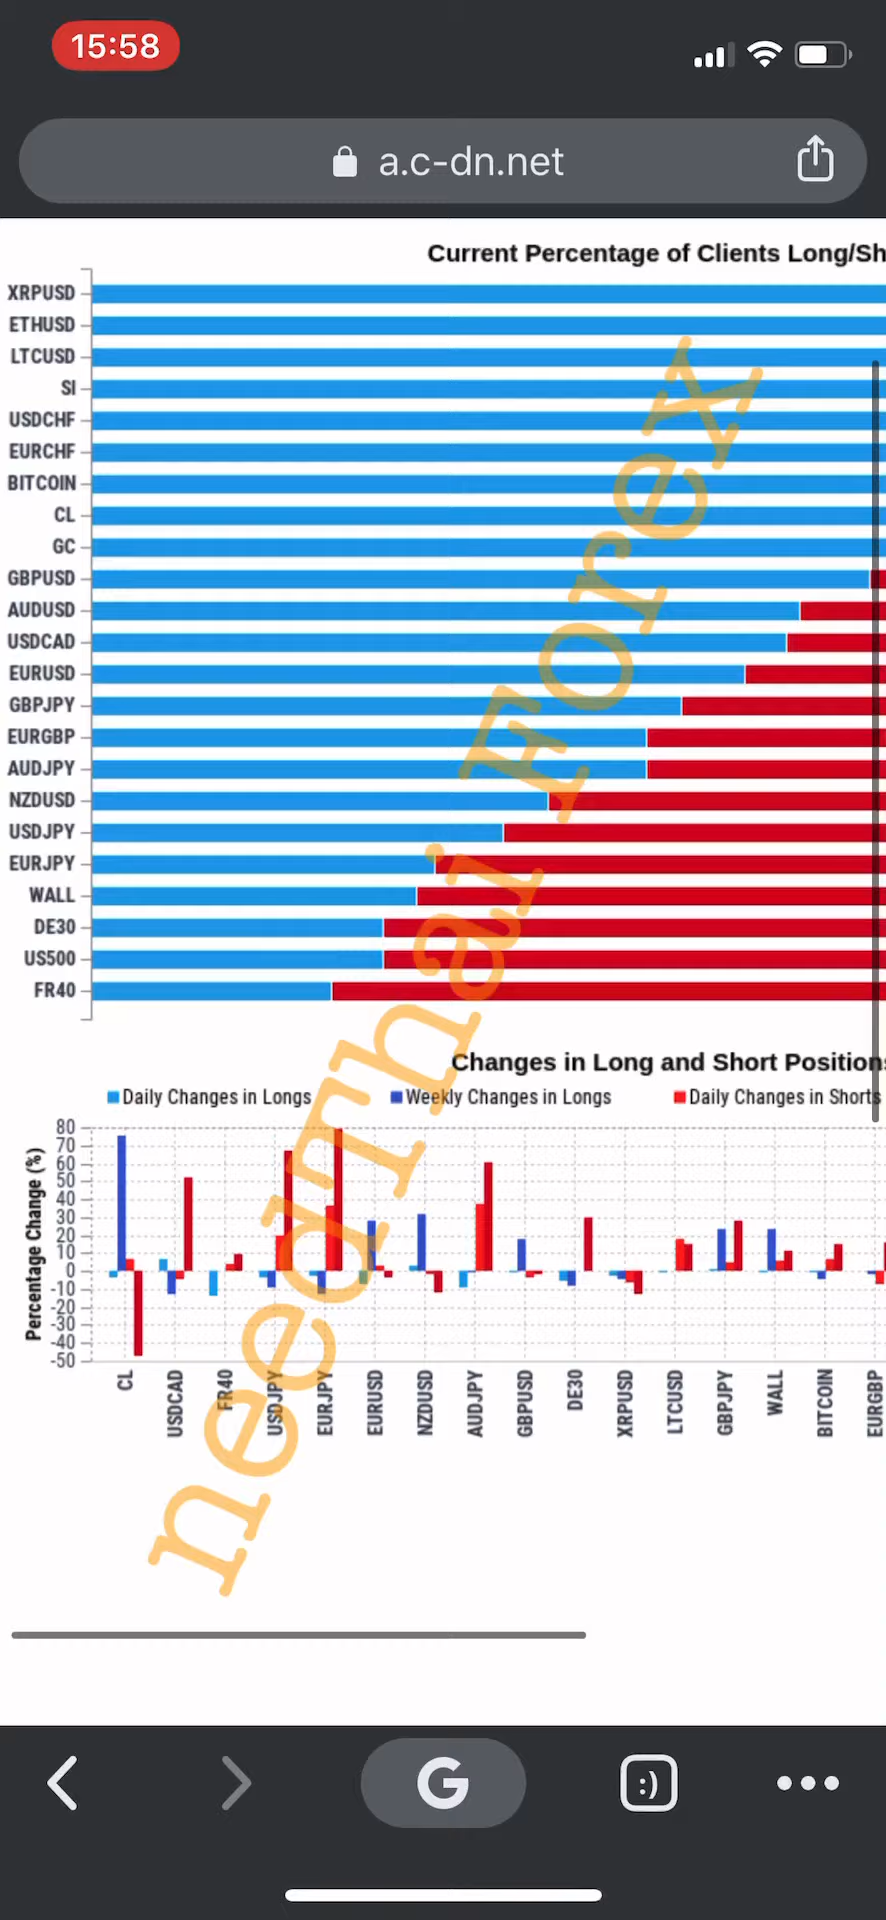 15:58
a.c-dn.net
Current Percentage of Clients Long/Sh
XRPUSD
ETHUSD
LTCUSD
SI
USDCHF
EURCHF
BITCOIN
CL
GC
GBPUSD
AUDUSD
USDCAD
EURUSD
GBPJPY
EURGBP
AUDJPY
NZDUSD
USDJPY
EURJPY
WALL
DE30
US500
FR40
needThai Forex
Changes in Long and Short Positions
Daily Changes in Longs Weekly Changes in Longs Daily Changes in Shorts
Percentage Change (%)
80
70
60
50
40
30
20
10
0
-10
-20
-30
-40
-50
CL USDCAD FR40 USDJPY EURJPY EURUSD NZDUSD AUDJPY GBPUSD DE30 XRPUSD LTCUSD GBPJPY WALL BITCOIN EURGBP
G
:)